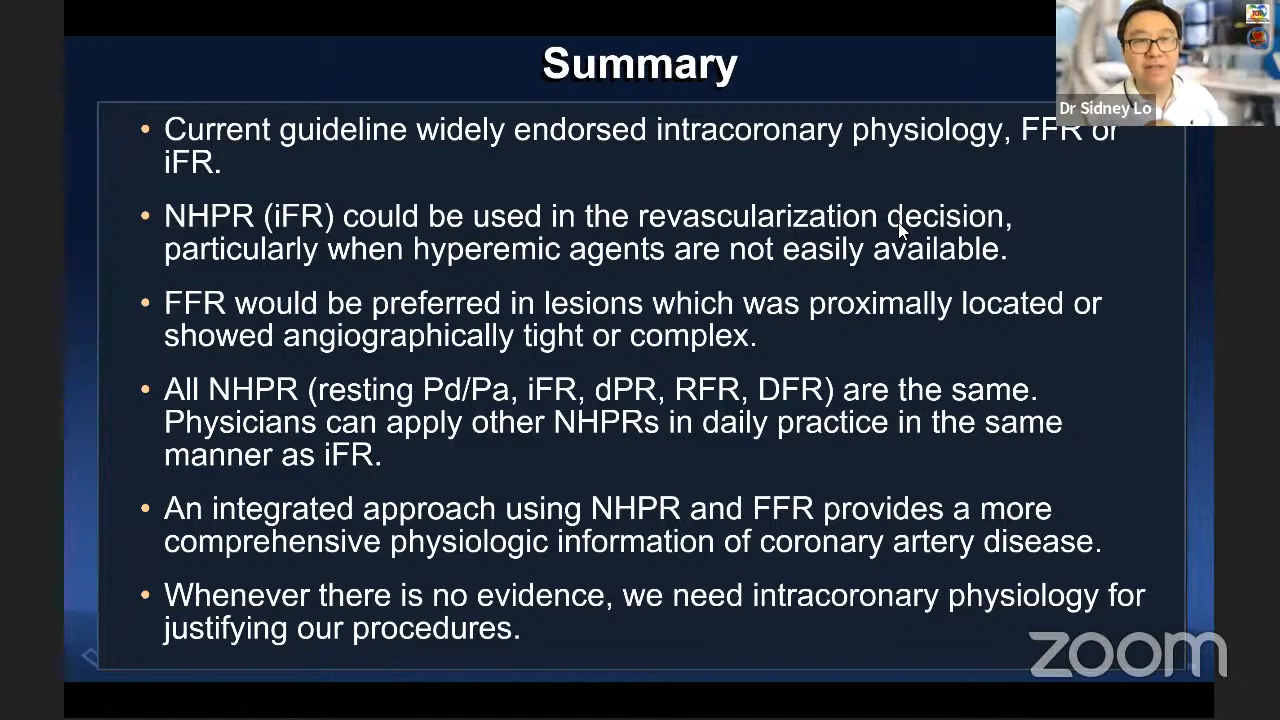 Summary
Dr Sidney Lo
• Current guideline widely endorsed intracoronary physiology, FFR or
iFR.
• NHPR (iFR) could be used in the revascularization decision,
particularly when hyperemic agents are not easily available.
• FFR would be preferred in lesions which was proximally located or
showed angiographically tight or complex.
• All NHPR (resting Pd/Pa, iFR, dPR, RFR, DFR) are the same.
Physicians can apply other NHPRs in daily practice in the same
manner as iFR.
• An integrated approach using NHPR and FFR provides a more
comprehensive physiologic information of coronary artery disease.
• Whenever there is no evidence, we need intracoronary physiology for
justifying our procedures.
zoom